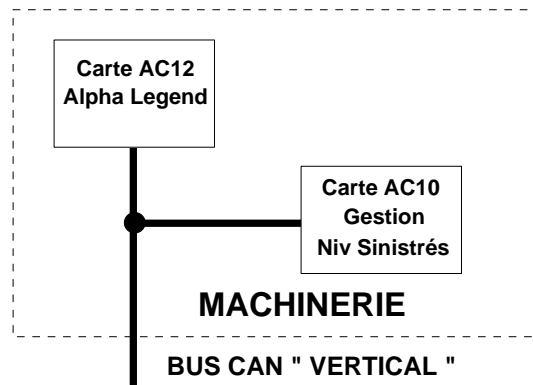 Carte AC12
Alpha Legend
Carte AC10
Gestion
Niv Sinistrés
MACHINERIE
BUS CAN " VERTICAL "